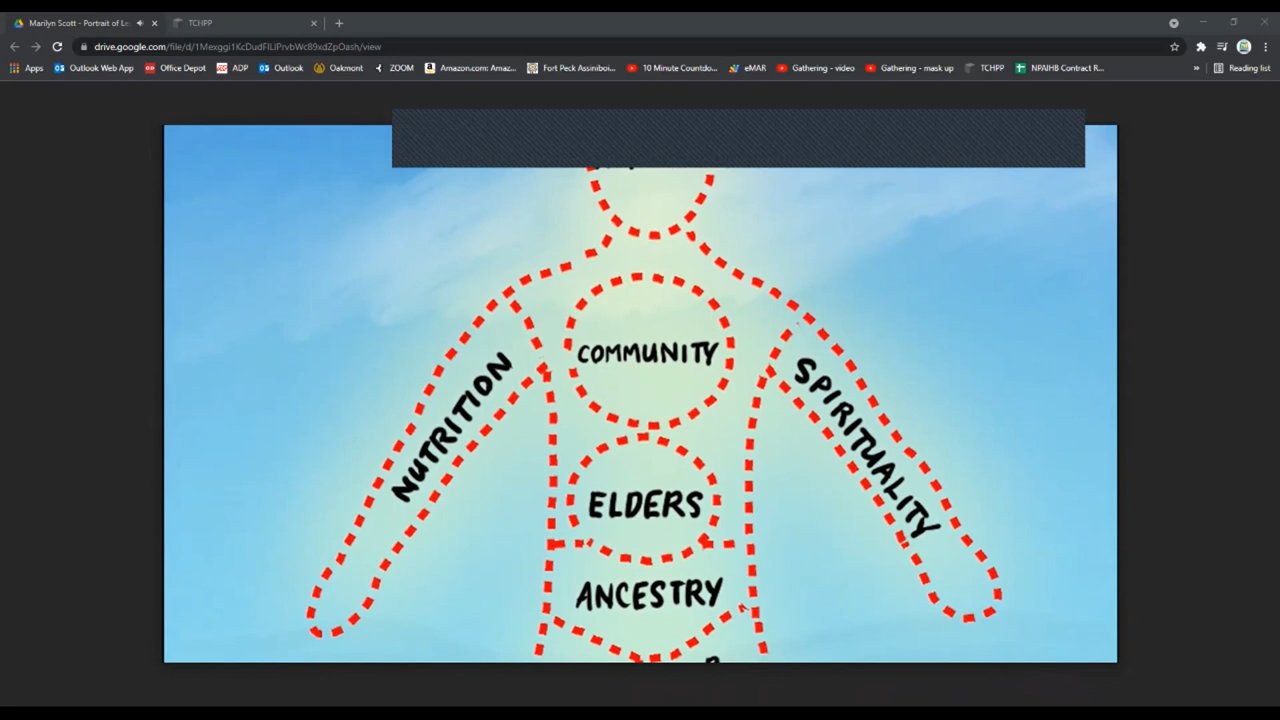 Marilyn Scott - Portrait of Le
TCHPP
drive.google.com/file/d/1Mexggi1KcDudFlLlPrvbWc89xdZpOash/view
Apps Outlook Web App Office Depot ADP Outlook Oakmont ZOOM Amazon.com: Amaz... Fort Peck Assiniboi... 10 Minute Countdo... eMAR Gathering - video Gathering - mask up TCHPP NPAIHB Contract R... » Reading list
COMMUNITY
NUTRITION
SPIRITUALITY
ELDERS
ANCESTRY